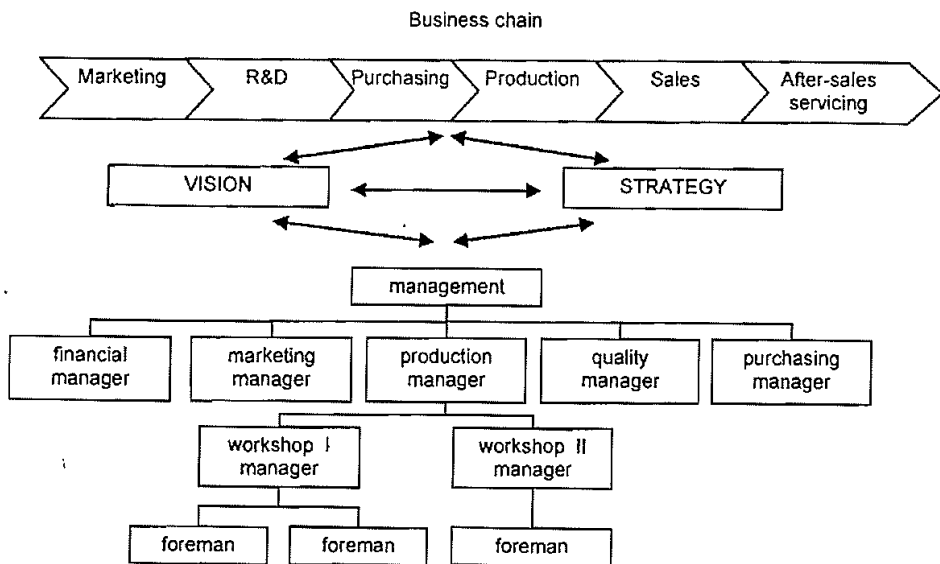 Business chain
Marketing
R&D
Purchasing
Production
Sales
After-sales
servicing
VISION
STRATEGY
management
financial
manager
marketing
manager
production
manager
quality
manager
purchasing
manager
workshop I
manager
workshop II
manager
foreman
foreman
foreman